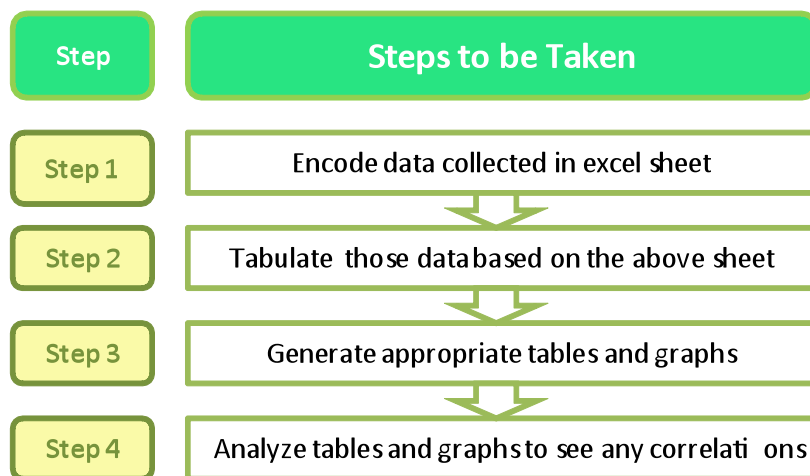 Step
Steps to be Taken
Step 1
Encode data collected in excel sheet
Step 2
Tabulate those data based on the above sheet
Step 3
Generate appropriate tables and graphs
Step 4
Analyze tables and graphs to see any correlations